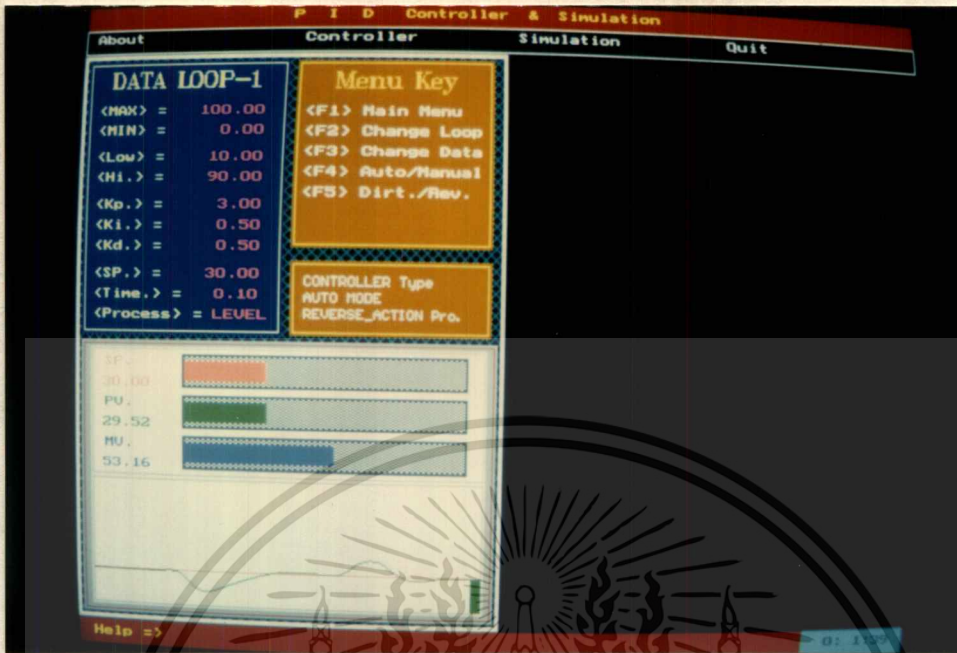 P I D Controller & Simulation
About Controller Simulation Quit
DATA LOOP-1
<MAX> = 100.00
<MIN> = 0.00
<Low> = 10.00
<Hi.> = 90.00
<Kp.> = 3.00
<Ki.> = 0.50
<Kd.> = 0.50
<SP.> = 30.00
<Time.> = 0.10
<Process> = LEVEL
Menu Key
<F1> Main Menu
<F2> Change Loop
<F3> Change Data
<F4> Auto/Manual
<F5> Dirt./Rev.
CONTROLLER Type
AUTO MODE
REVERSE_ACTION Pro.
SP.
30.00
PV.
29.52
MV.
53.16
Help =>